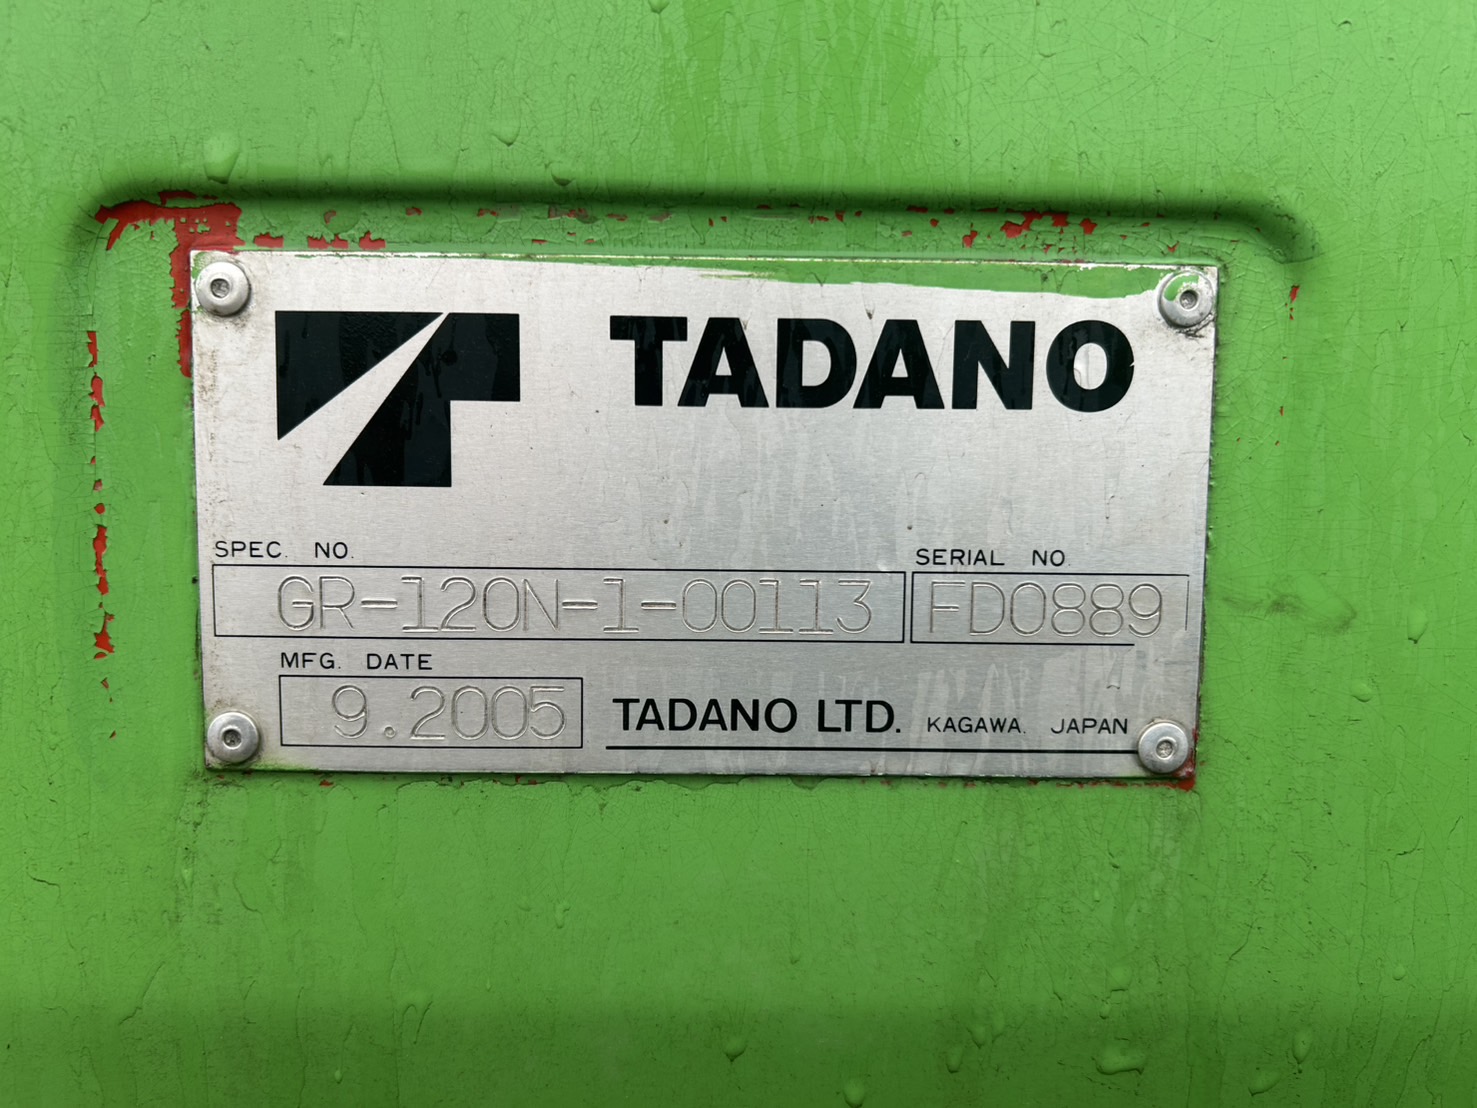 TADANO
SPEC. NO.
GR-120N-1-00113
SERIAL NO
FD0889
MFG. DATE
9.2005
TADANO LTD. KAGAWA. JAPAN